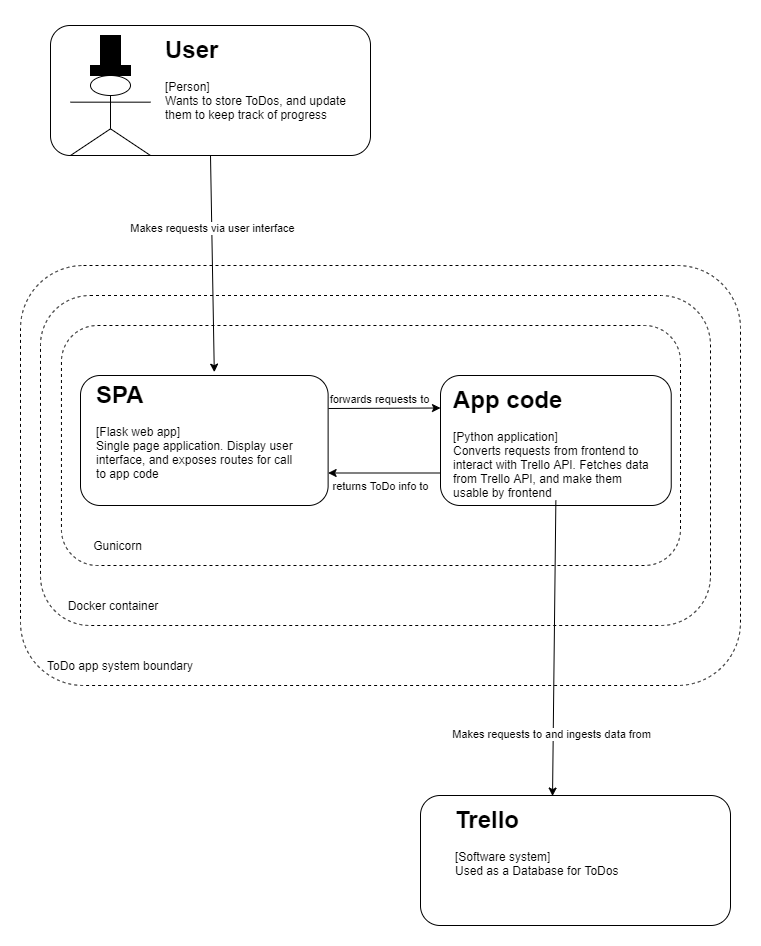 User
[Person]
Wants to store ToDos, and update
them to keep track of progress
Makes requests via user interface
SPA
[Flask web app]
Single page application. Display user
interface, and exposes routes for call
to app code
forwards requests to
returns ToDo info to
App code
[Python application]
Converts requests from frontend to
interact with Trello API. Fetches data
from Trello API, and make them
usable by frontend
Gunicorn
Docker container
ToDo app system boundary
Makes requests to and ingests data from
Trello
[Software system]
Used as a Database for ToDos